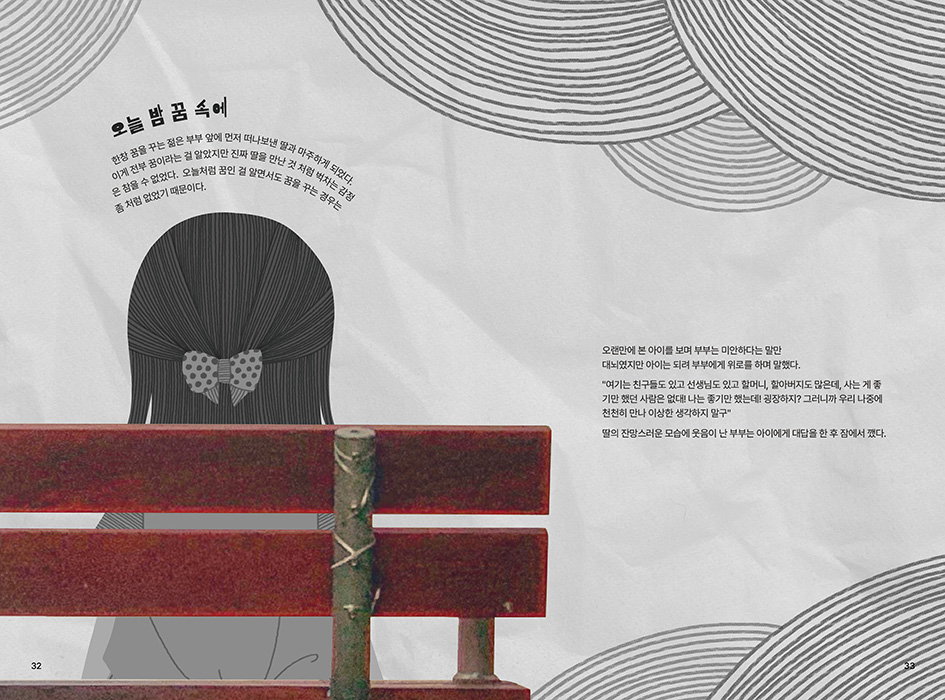 오늘 밤 꿈 속에
한창 꿈을 꾸는 젊은 부부 앞에 먼저 떠나보낸 딸과 마주하게 되었다.
이게 전부 꿈이라는 걸 알았지만 진짜 딸을 만난 것 처럼 벅차는 감정
은 참을 수 없었다. 오늘처럼 꿈인 걸 알면서도 꿈을 꾸는 경우는
좀 처럼 없었기 때문이다.
오랜만에 본 아이를 보며 부부는 미안하다는 말만
대뇌였지만 아이는 되려 부부에게 위로를 하며 말했다.
"여기는 친구들도 있고 선생님도 있고 할머니, 할아버지도 많은데, 사는 게 좋
기만 했던 사람은 없대! 나는 좋기만 했는데! 굉장하지? 그러니까 우리 나중에
천천히 만나 이상한 생각하지 말구"
딸의 잔망스러운 모습에 웃음이 난 부부는 아이에게 대답을 한 후 잠에서 깼다.
32
33